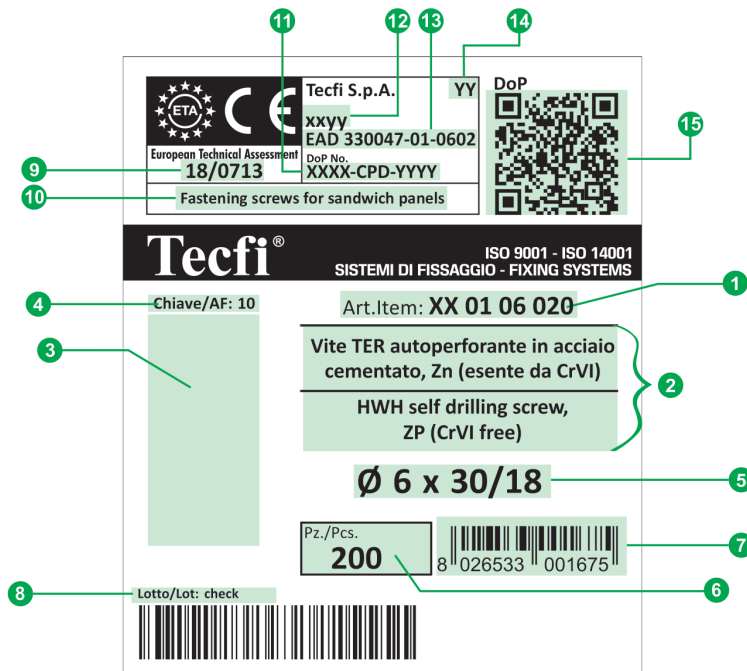 11
12
13
14
DoP
ETA
CE
Tecfi S.p.A.
YY
xxyy
EAD 330047-01-0602
15
European Technical Assessment
DoP No.
9
18/0713
XXXX-CPD-YYYY
10
Fastening screws for sandwich panels
Tecfi®
ISO 9001 - ISO 14001
SISTEMI DI FISSAGGIO - FIXING SYSTEMS
4
Chiave/AF: 10
Art.Item: XX 01 06 020
1
3
Vite TER autoperforante in acciaio
cementato, Zn (esente da CrVI)
2
HWH self drilling screw,
ZP (CrVI free)
Ø 6 x 30/18
5
Pz./Pcs.
200
8 026533 001675
7
6
8
Lotto/Lot: check